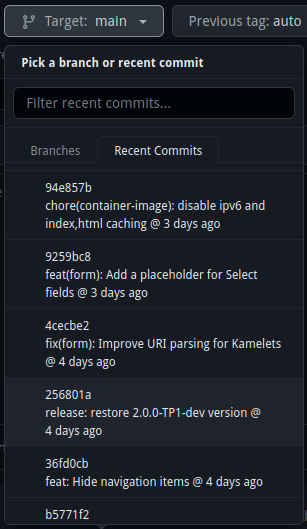 Target: main
Previous tag: auto
Pick a branch or recent commit
Filter recent commits...
Branches
Recent Commits
94e857b
chore(container-image): disable ipv6 and
index,html caching @ 3 days ago
9259bc8
feat(form): Add a placeholder for Select
fields @ 3 days ago
4cecbe2
fix(form): Improve URI parsing for Kamelets
@ 4 days ago
256801a
release: restore 2.0.0-TP1-dev version @
4 days ago
36fd0cb
feat: Hide navigation items @ 4 days ago
b5771f2